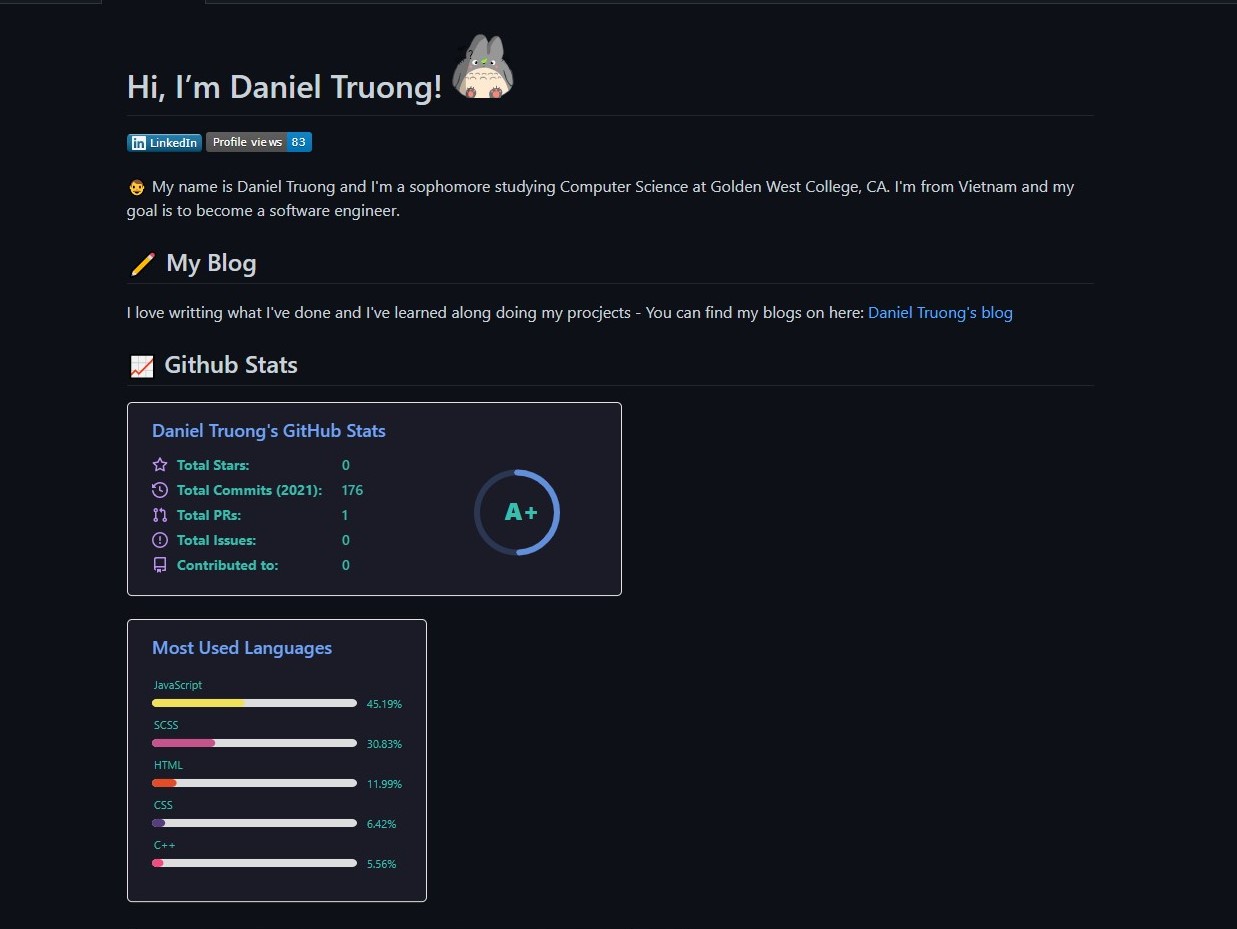 Hi, I’m Daniel Truong!
LinkedIn Profile views 83
My name is Daniel Truong and I'm a sophomore studying Computer Science at Golden West College, CA. I'm from Vietnam and my
goal is to become a software engineer.
My Blog
I love writting what I've done and I've learned along doing my procjects - You can find my blogs on here: Daniel Truong's blog
Github Stats
Daniel Truong's GitHub Stats
Total Stars: 0
Total Commits (2021): 176
Total PRs: 1
Total Issues: 0
Contributed to: 0
A+
Most Used Languages
JavaScript
45.19%
SCSS
30.83%
HTML
11.99%
CSS
6.42%
C++
5.56%